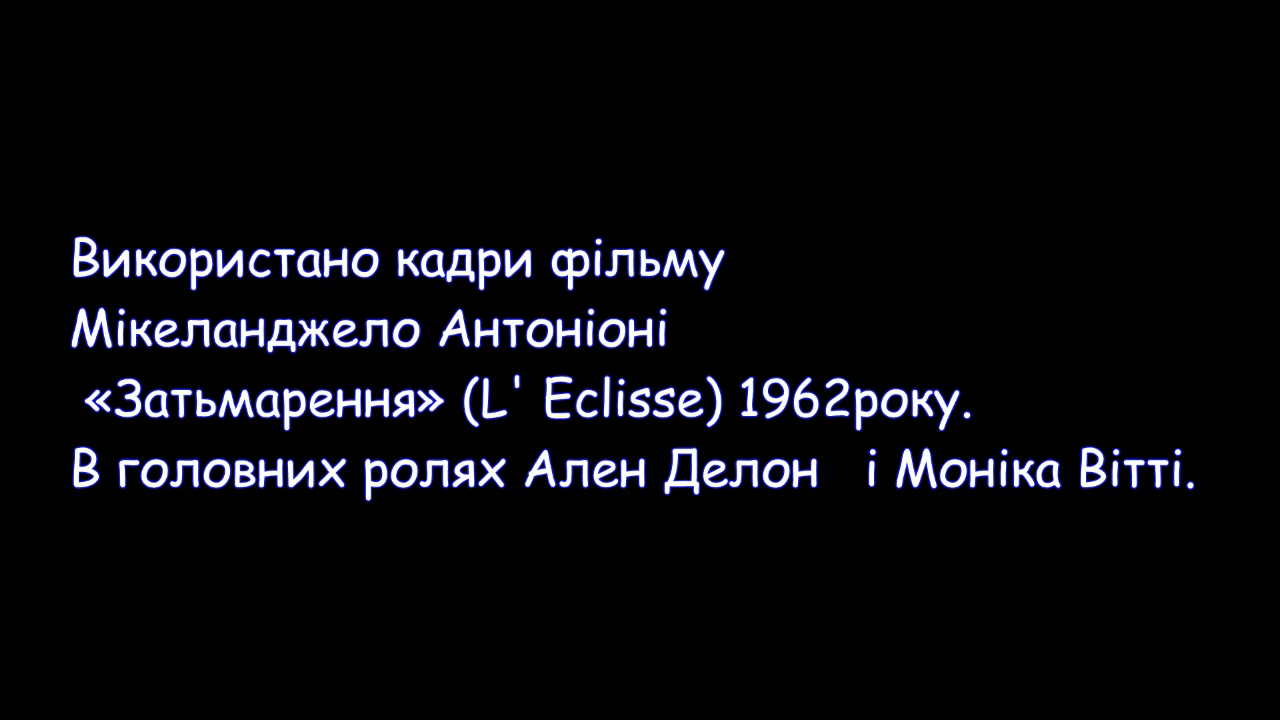 Використано кадри фільму
Мікеланджело Антоніоні
«Затьмарення» (L' Eclisse) 1962року.
В головних ролях Ален Делон і Моніка Вітті.